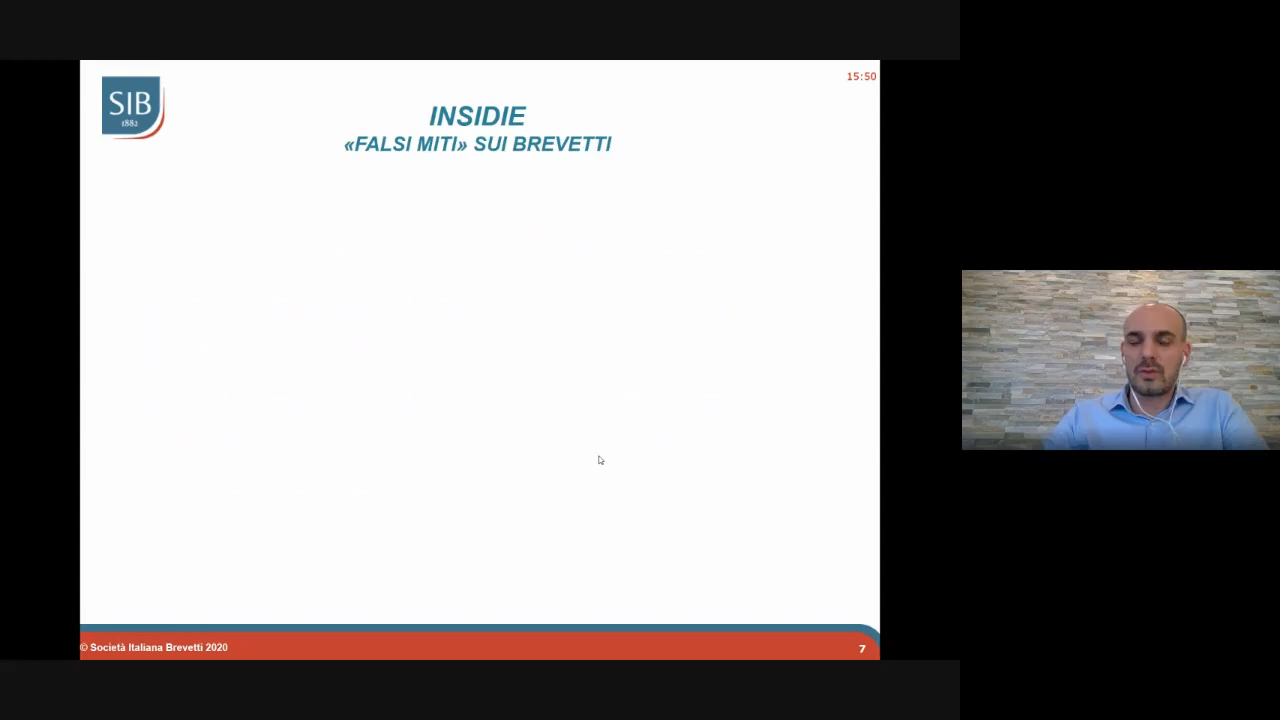 SIB
1882
15:50
INSIDIE
«FALSI MITI» SUI BREVETTI
© Società Italiana Brevetti 2020
7